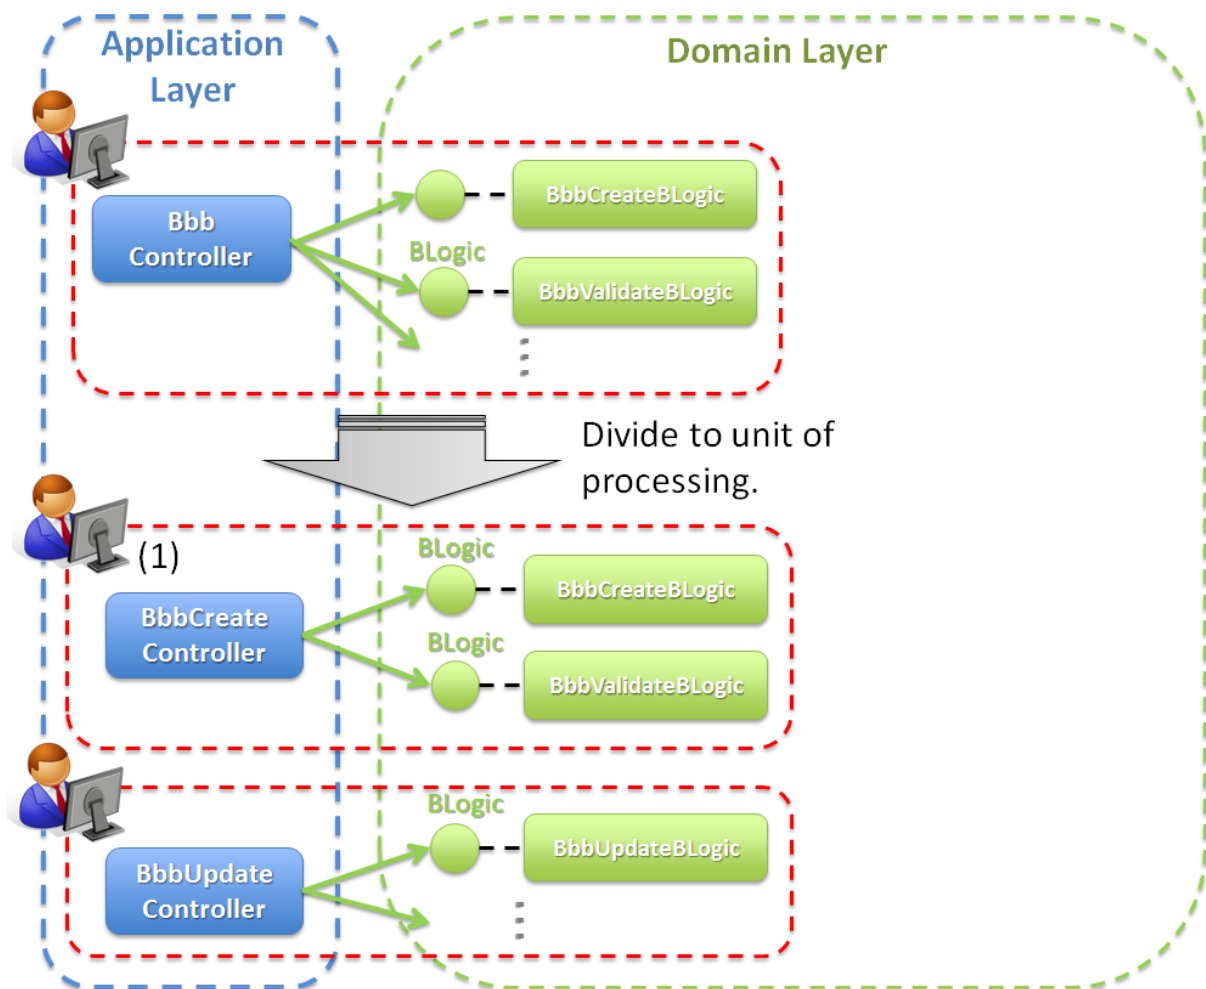 Application
Layer
Domain Layer
Bbb
Controller
BbbCreateBLogic
BLogic
BbbValidateBLogic
Divide to unit of
processing.
(1)
BLogic
BbbCreate
Controller
BbbCreateBLogic
BLogic
BbbValidateBLogic
BLogic
BbbUpdate
Controller
BbbUpdateBLogic